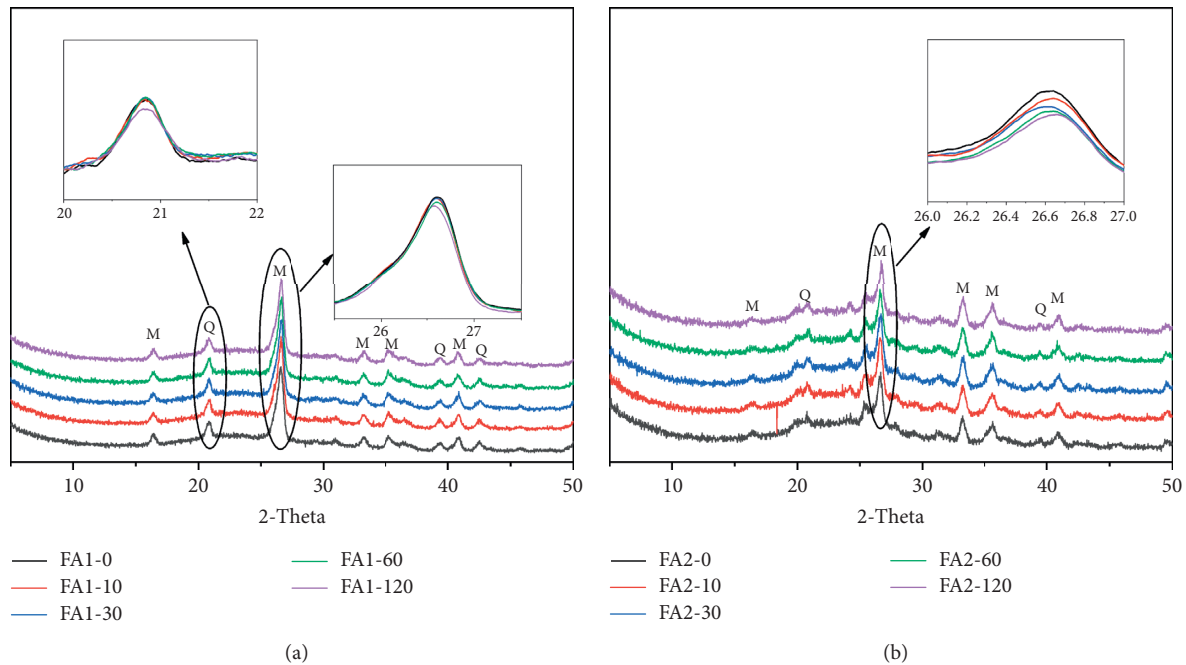 20 21 22
26 27
M Q M M M Q M Q
10 20 30 40 50
2-Theta
FA1-0
FA1-10
FA1-30
FA1-60
FA1-120
(a)
26.0 26.2 26.4 26.6 26.8 27.0
M Q M M M Q M
10 20 30 40 50
2-Theta
FA2-0
FA2-10
FA2-30
FA2-60
FA2-120
(b)